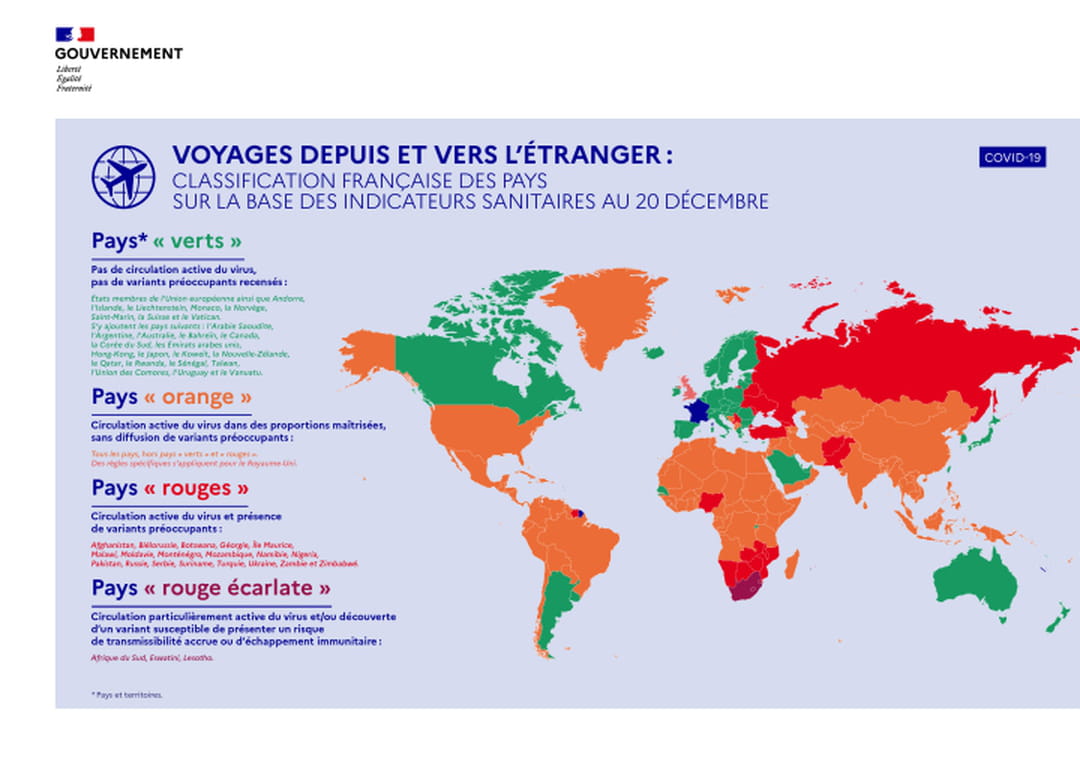 GOUVERNEMENT
Liberté
Égalité
Fraternité
VOYAGES DEPUIS ET VERS L'ÉTRANGER :
CLASSIFICATION FRANÇAISE DES PAYS
SUR LA BASE DES INDICATEURS SANITAIRES AU 20 DÉCEMBRE
COVID-19
Pays* « verts »
Pas de circulation active du virus,
pas de variants préoccupants recensés :
États membres de l'Union européenne ainsi que Andorre,
l'Islande, le Liechtenstein, Monaco, la Norvège,
Saint-Marin, la Suisse et le Vatican.
S'y ajoutent les pays suivants : l'Arabie Saoudite,
l'Argentine, l'Australie, le Bahreïn, le Canada,
la Corée du Sud, les Émirats arabes unis,
Hong-Kong, le Japon, le Koweït, la Nouvelle-Zélande,
le Qatar, le Rwanda, le Sénégal, Taïwan,
l'Union des Comores, l'Uruguay et le Vanuatu.
Pays « orange »
Circulation active du virus dans des proportions maîtrisées,
sans diffusion de variants préoccupants :
Tous les pays, hors pays « verts » et « rouges ».
Des règles spécifiques s'appliquent pour le Royaume-Uni.
Pays « rouges »
Circulation active du virus et présence
de variants préoccupants :
Afghanistan, Biélorussie, Botswana, Géorgie, Île Maurice,
Malawi, Moldavie, Monténégro, Mozambique, Namibie, Nigeria,
Pakistan, Russie, Serbie, Suriname, Turquie, Ukraine, Zambie et Zimbabwé.
Pays « rouge écarlate »
Circulation particulièrement active du virus et/ou découverte
d'un variant susceptible de présenter un risque
de transmissibilité accrue ou d'échappement immunitaire :
Afrique du Sud, Eswatini, Lesotho.
* Pays et territoires.